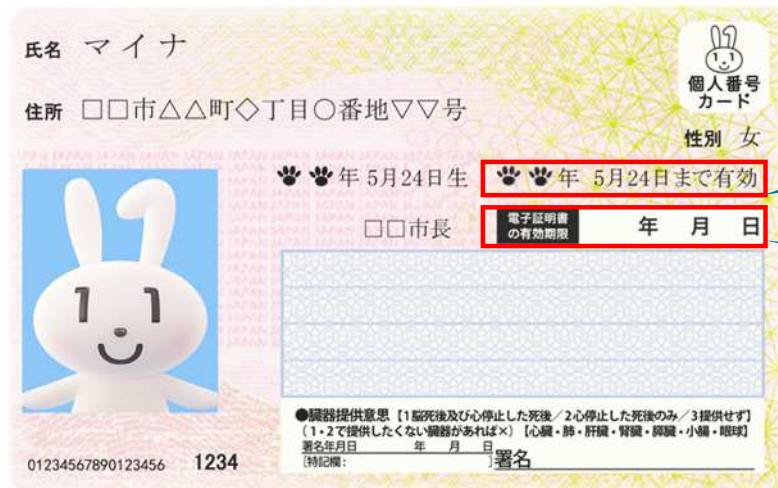 氏名 マイナ
個人番号
カード
住所 □□市△△町◇丁目○番地▽▽号
性別 女
年 5月24日生 年 5月24日まで有効
□□市長 電子証明書の有効期限 年 月 日
●臓器提供意思【1脳死後及び心停止した死後/2心停止した死後のみ/3提供せず】
(1・2で提供したくない臓器があれば×)【心臓・肺・肝臓・腎臓・膵臓・小腸・眼球】
署名年月日 年 月 日
[特記欄: ]署名
01234567890123456 1234